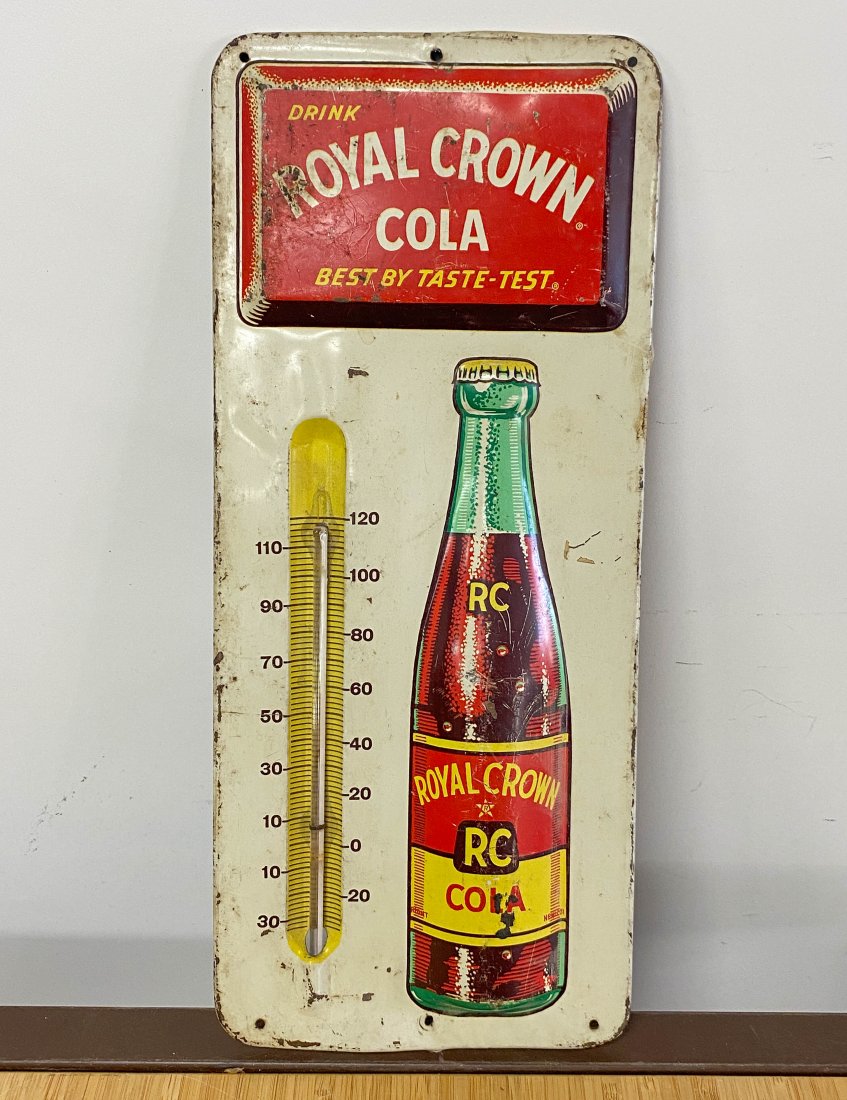 DRINK
ROYAL CROWN ®
COLA
BEST BY TASTE-TEST ®
120
110
100
90
80
70
60
50
40
30
20
10
0
10
20
30
RC
ROYAL CROWN
RC
COLA